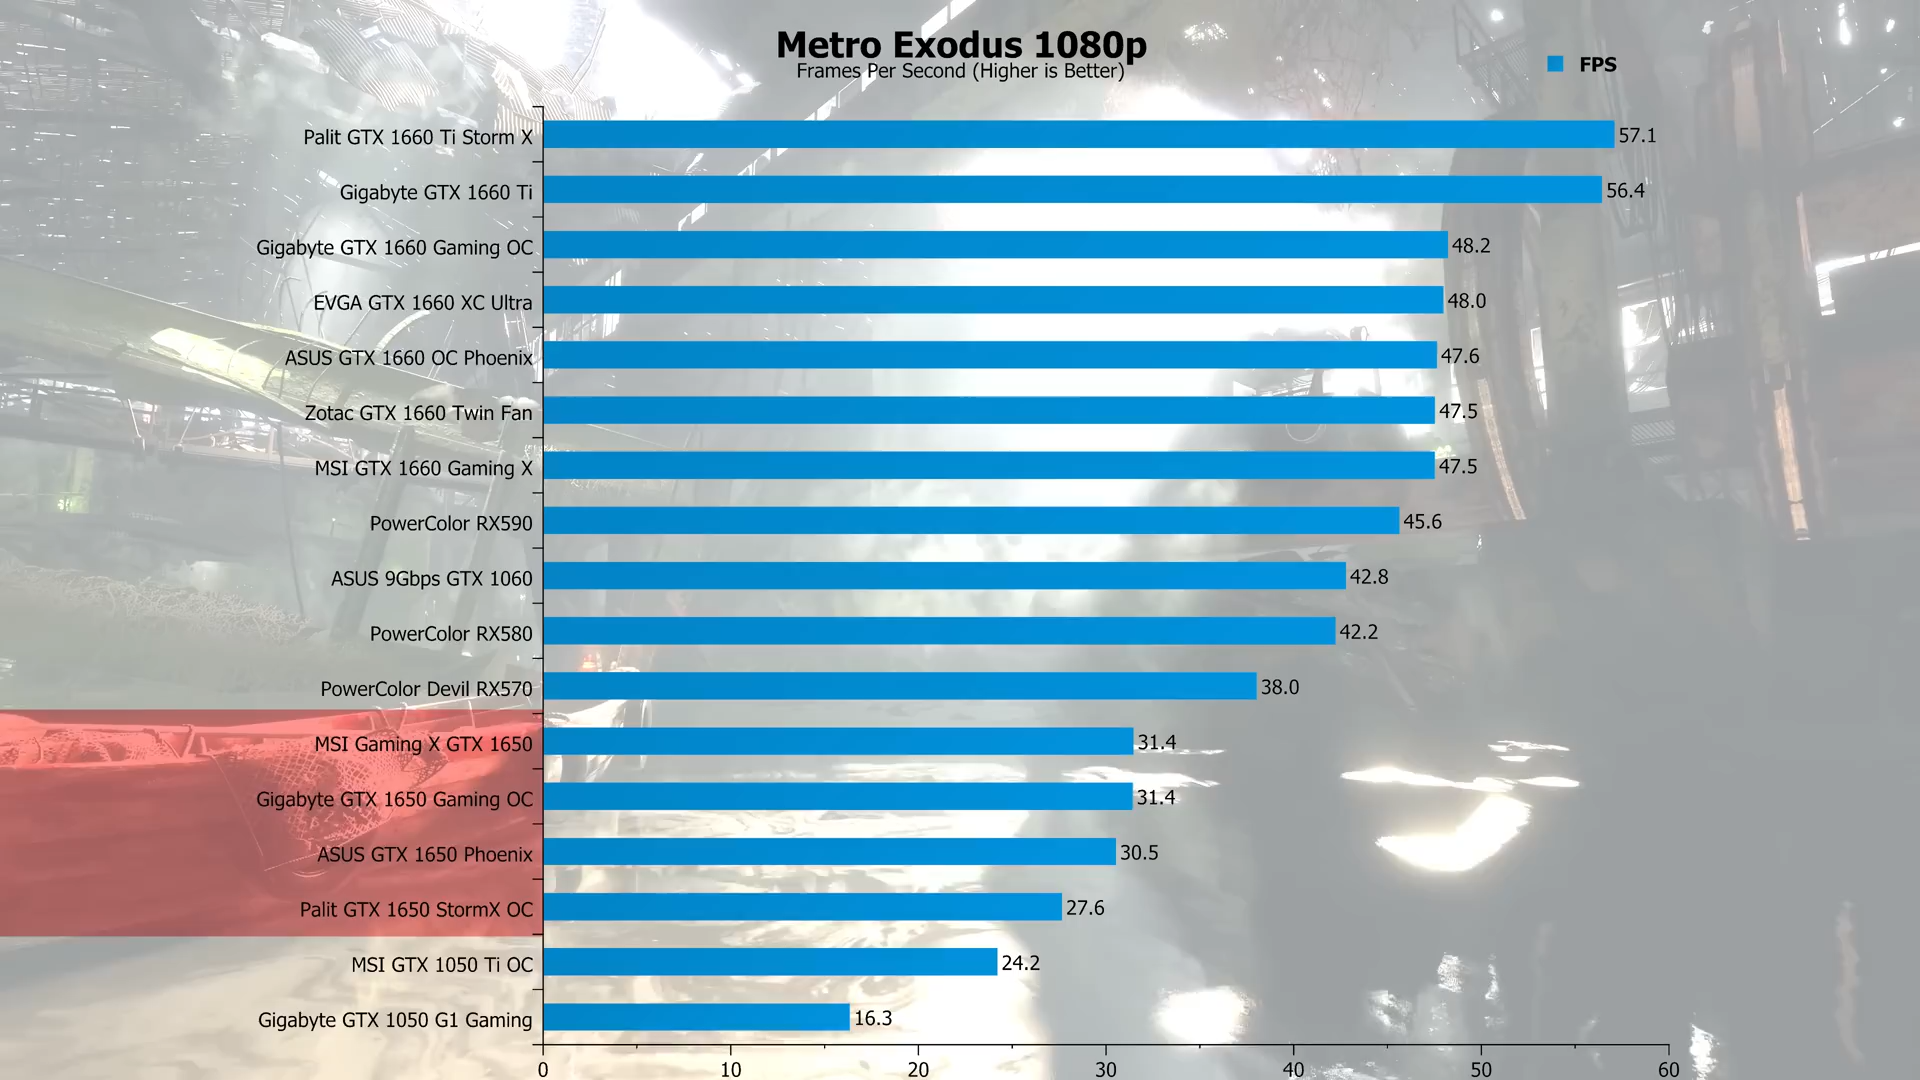 Metro Exodus 1080p
Frames Per Second (Higher is Better)
FPS
Palit GTX 1660 Ti Storm X 57.1
Gigabyte GTX 1660 Ti 56.4
Gigabyte GTX 1660 Gaming OC 48.2
EVGA GTX 1660 XC Ultra 48.0
ASUS GTX 1660 OC Phoenix 47.6
Zotac GTX 1660 Twin Fan 47.5
MSI GTX 1660 Gaming X 47.5
PowerColor RX590 45.6
ASUS 9Gbps GTX 1060 42.8
PowerColor RX580 42.2
PowerColor Devil RX570 38.0
MSI Gaming X GTX 1650 31.4
Gigabyte GTX 1650 Gaming OC 31.4
ASUS GTX 1650 Phoenix 30.5
Palit GTX 1650 StormX OC 27.6
MSI GTX 1050 Ti OC 24.2
Gigabyte GTX 1050 G1 Gaming 16.3
0 10 20 30 40 50 60